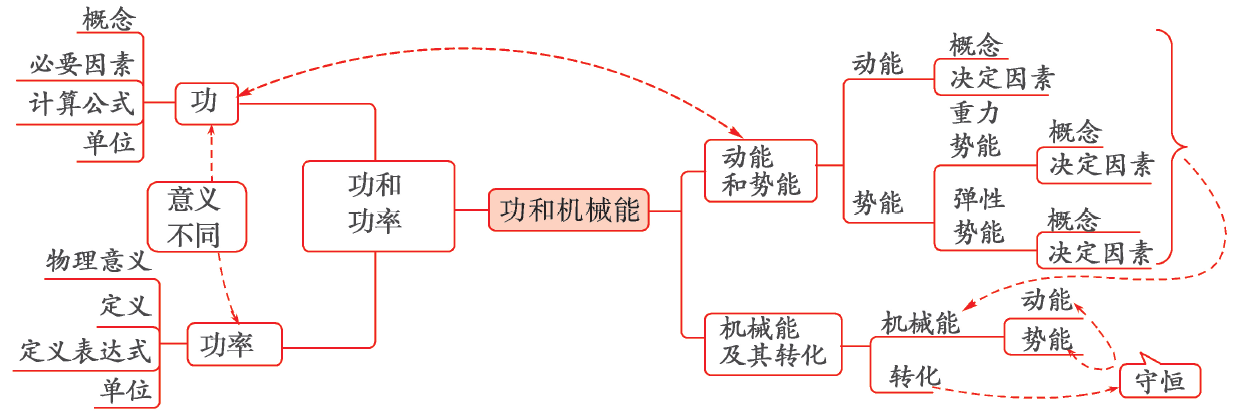 概念
必要因素
计算公式
单位
功
意义
不同
物理意义
定义
定义表达式
单位
功率
功和
功率
功和机械能
动能
和势能
动能
概念
决定因素
势能
重力
势能
概念
决定因素
弹性
势能
概念
决定因素
机械能
及其转化
机械能
动能
势能
转化
守恒